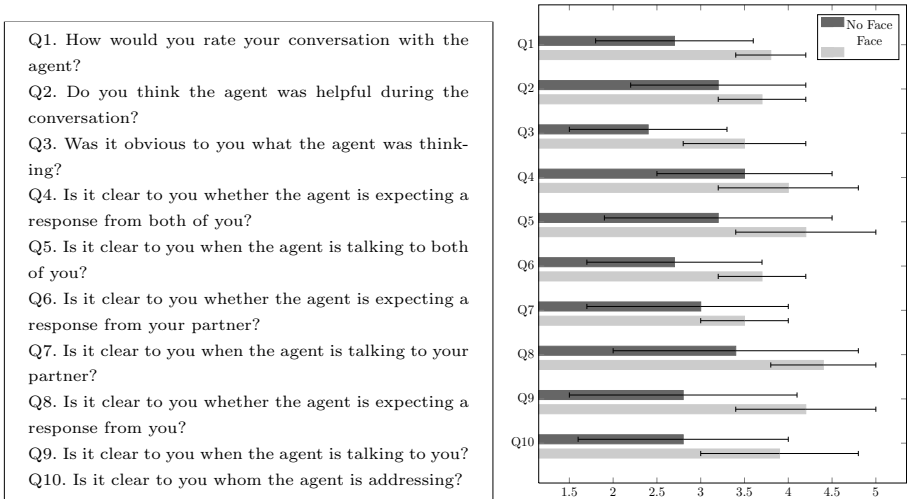 Q1. How would you rate your conversation with the
agent?
Q2. Do you think the agent was helpful during the
conversation?
Q3. Was it obvious to you what the agent was think-
ing?
Q4. Is it clear to you whether the agent is expecting a
response from both of you?
Q5. Is it clear to you when the agent is talking to both
of you?
Q6. Is it clear to you whether the agent is expecting a
response from your partner?
Q7. Is it clear to you when the agent is talking to your
partner?
Q8. Is it clear to you whether the agent is expecting a
response from you?
Q9. Is it clear to you when the agent is talking to you?
Q10. Is it clear to you whom the agent is addressing?
No Face
Face
Q1
Q2
Q3
Q4
Q5
Q6
Q7
Q8
Q9
Q10
1.5 2 2.5 3 3.5 4 4.5 5